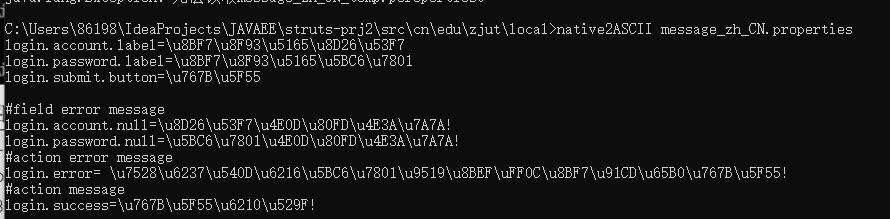 C:\Users\86198\IdeaProjects\JAVAEE\struts-prj2\src\cn\edu\zjut\local>native2ASCII message_zh_CN.properties
login.account.label=\u8BF7\u8F93\u5165\u8D26\u53F7
login.password.label=\u8BF7\u8F93\u5165\u5BC6\u7801
login.submit.button=\u767B\u5F55
#field error message
login.account.null=\u8D26\u53F7\u4E0D\u80FD\u4E3A\u7A7A!
login.password.null=\u5BC6\u7801\u4E0D\u80FD\u4E3A\u7A7A!
#action error message
login.error= \u7528\u6237\u540D\u6216\u5BC6\u7801\u9519\u8BEF\uFF0C\u8BF7\u91CD\u65B0\u767B\u5F55!
#action message
login.success=\u767B\u5F55\u6210\u529F!